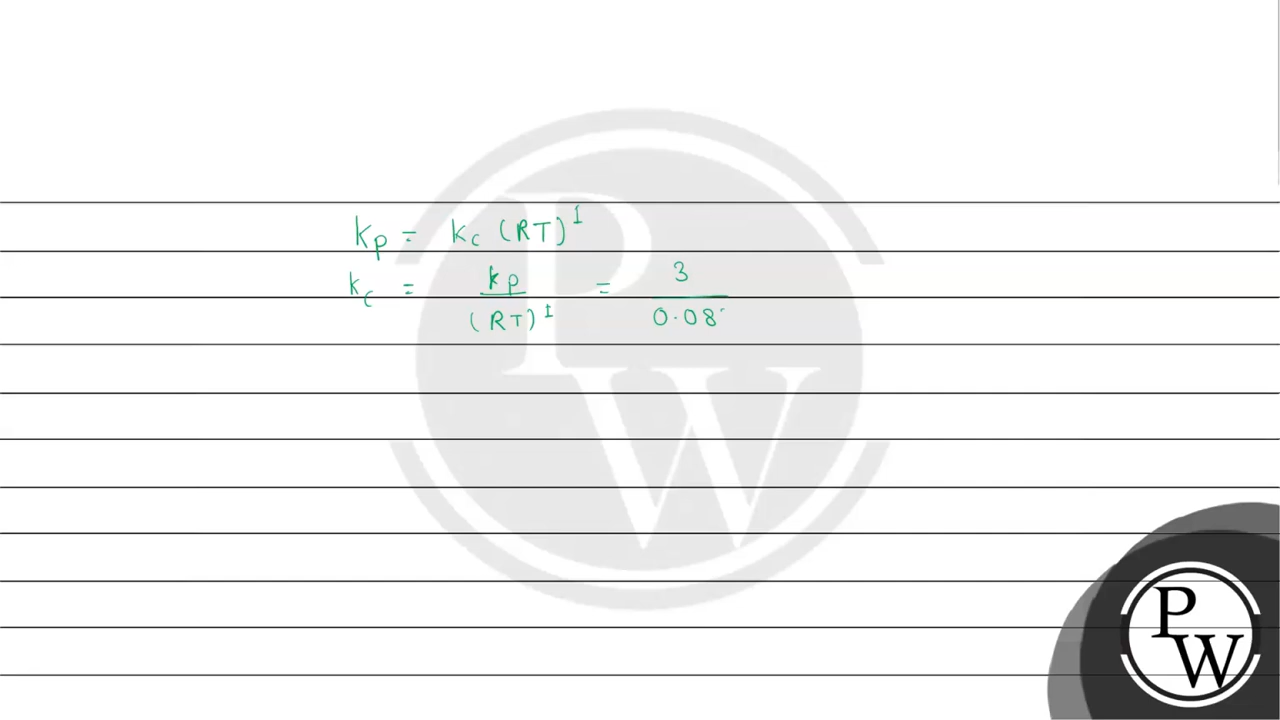 kp = kc (RT)^1
kc = kp / (RT)^1 = 3 / 0.08
P
W
P
W